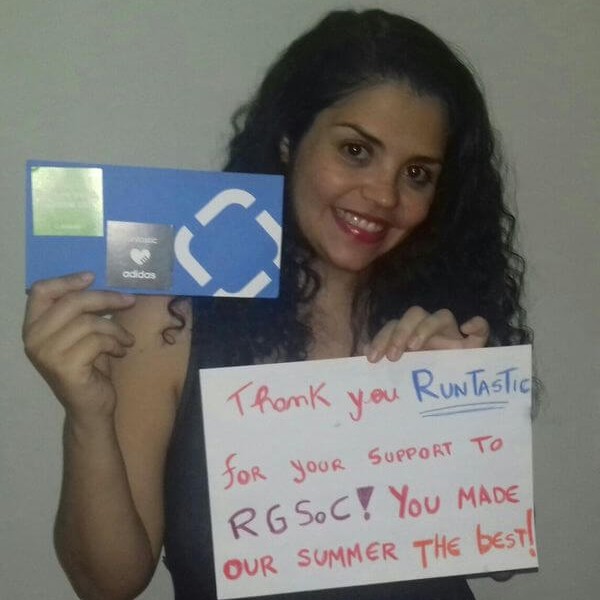 adidas
Thank you RUNTASTIC
for your SUPPORT TO
RGSoC! YOU MADE
OUR SUMMER THE bEST!